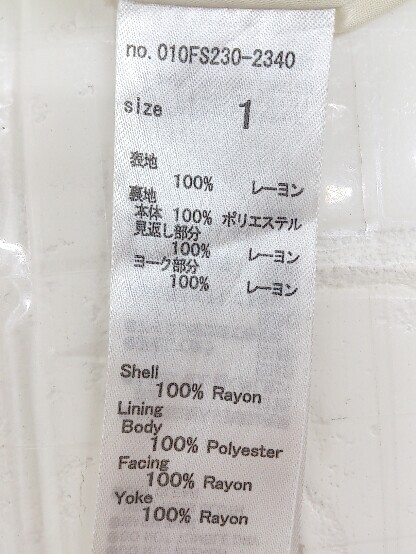 no. 010FS230-2340
size 1
表地
100% レーヨン
裏地
本体 100% ポリエステル
見返し部分
100% レーヨン
ヨーク部分
100% レーヨン
Shell
100% Rayon
Lining
Body
100% Polyester
Facing
100% Rayon
Yoke
100% Rayon